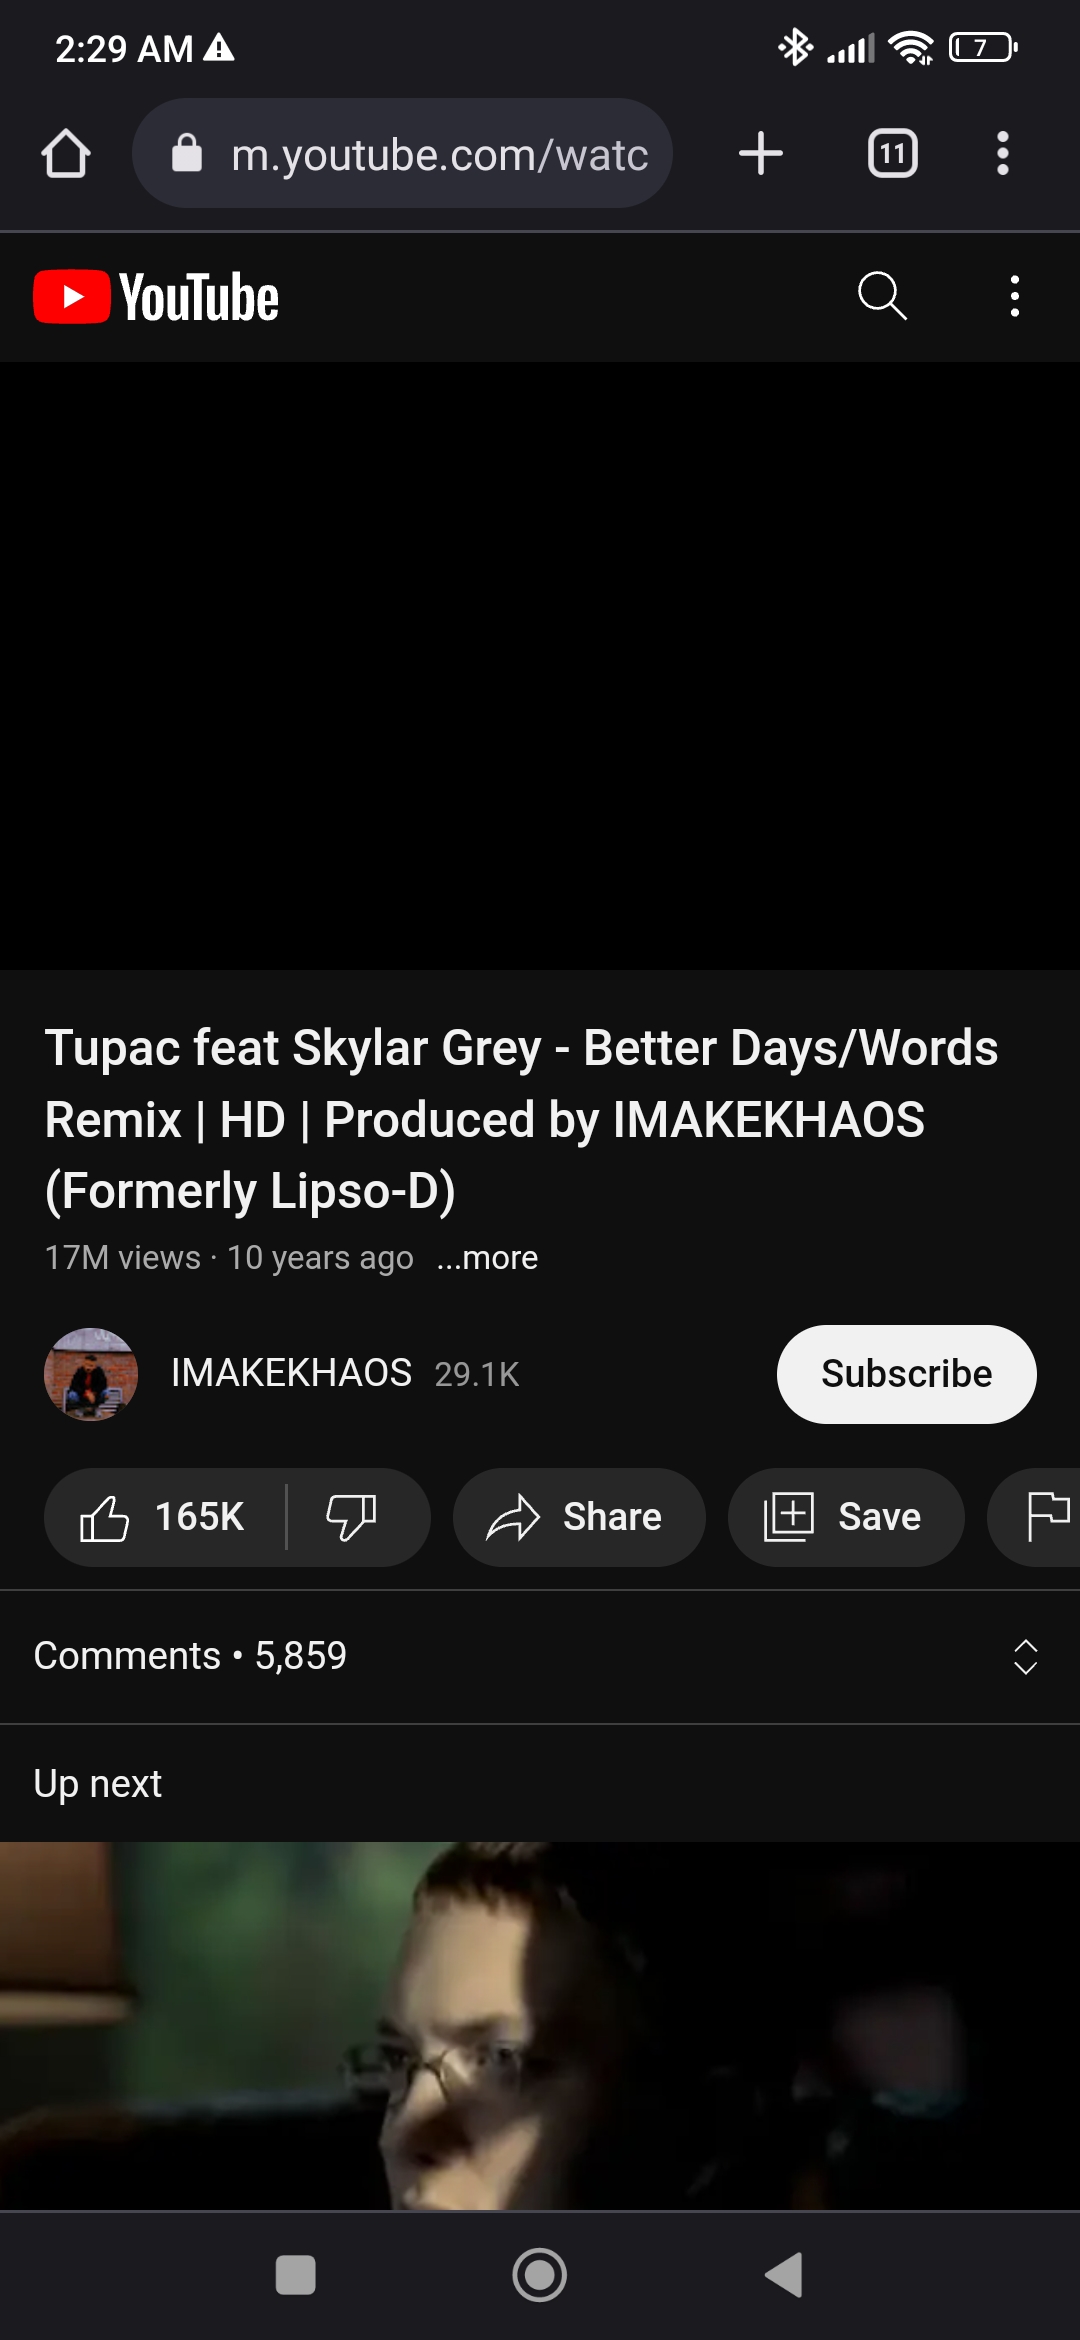 2:29 AM
7
m.youtube.com/watc
11
YouTube
Tupac feat Skylar Grey - Better Days/Words
Remix | HD | Produced by IMAKEKHAOS
(Formerly Lipso-D)
17M views · 10 years ago ...more
IMAKEKHAOS 29.1K
Subscribe
165K
Share
Save
Comments • 5,859
Up next